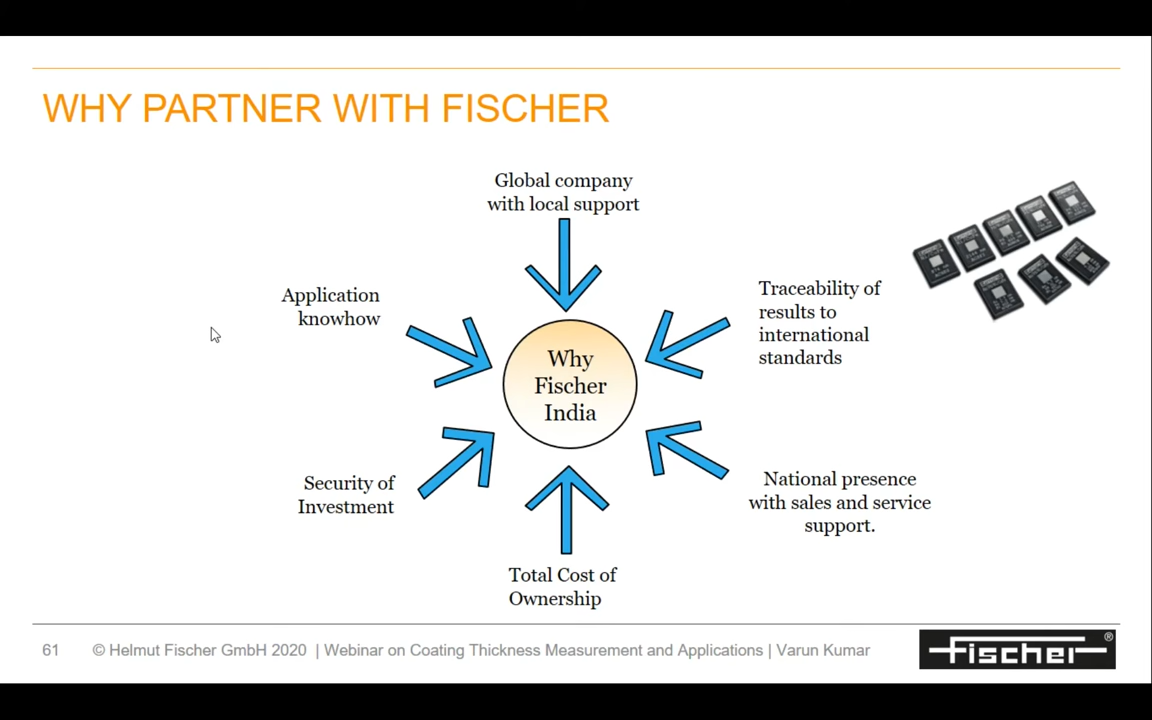 WHY PARTNER WITH FISCHER
Global company
with local support
Application
knowhow
Traceability of
results to
international
standards
Why
Fischer
India
Security of
Investment
National presence
with sales and service
support.
Total Cost of
Ownership
61
© Helmut Fischer GmbH 2020 | Webinar on Coating Thickness Measurement and Applications | Varun Kumar
fischer®